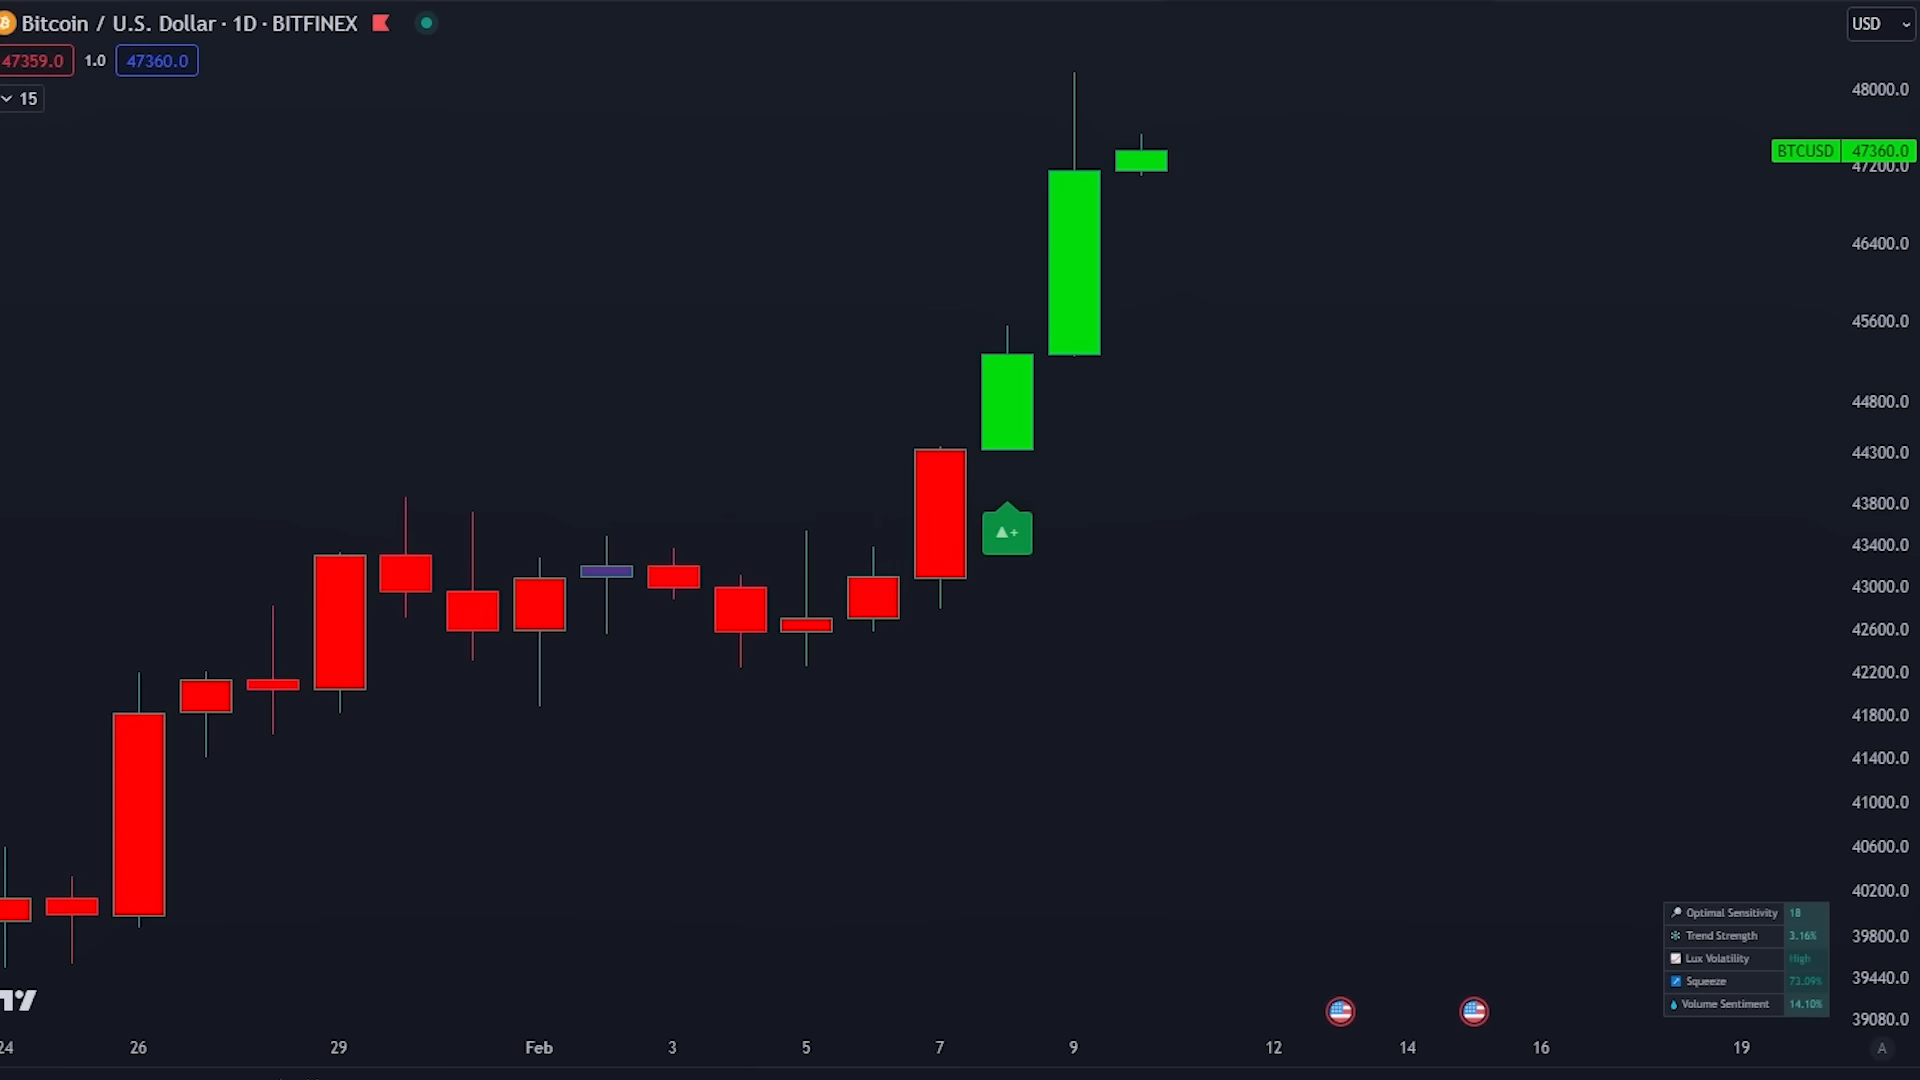 Bitcoin / U.S. Dollar · 1D · BITFINEX
USD
47359.0 1.0 47360.0
15
48000.0
BTCUSD 47360.0
47200.0
46400.0
45600.0
44800.0
44300.0
43800.0
43400.0
43000.0
42600.0
42200.0
41800.0
41400.0
41000.0
40600.0
40200.0
39800.0
39440.0
39080.0
+
Optimal Sensitivity 18
Trend Strength 3.16%
Lux Volatility High
Squeeze 73.09%
Volume Sentiment 14.10%
24 26 29 Feb 3 5 7 9 12 14 16 19 A